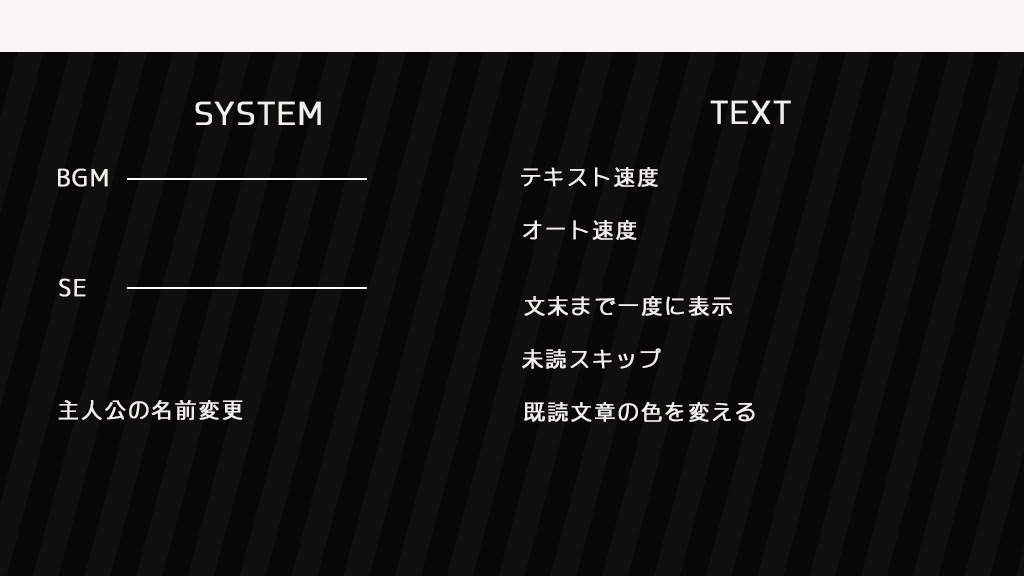 SYSTEM
BGM
SE
主人公の名前変更
TEXT
テキスト速度
オート速度
文末まで一度に表示
未読スキップ
既読文章の色を変える